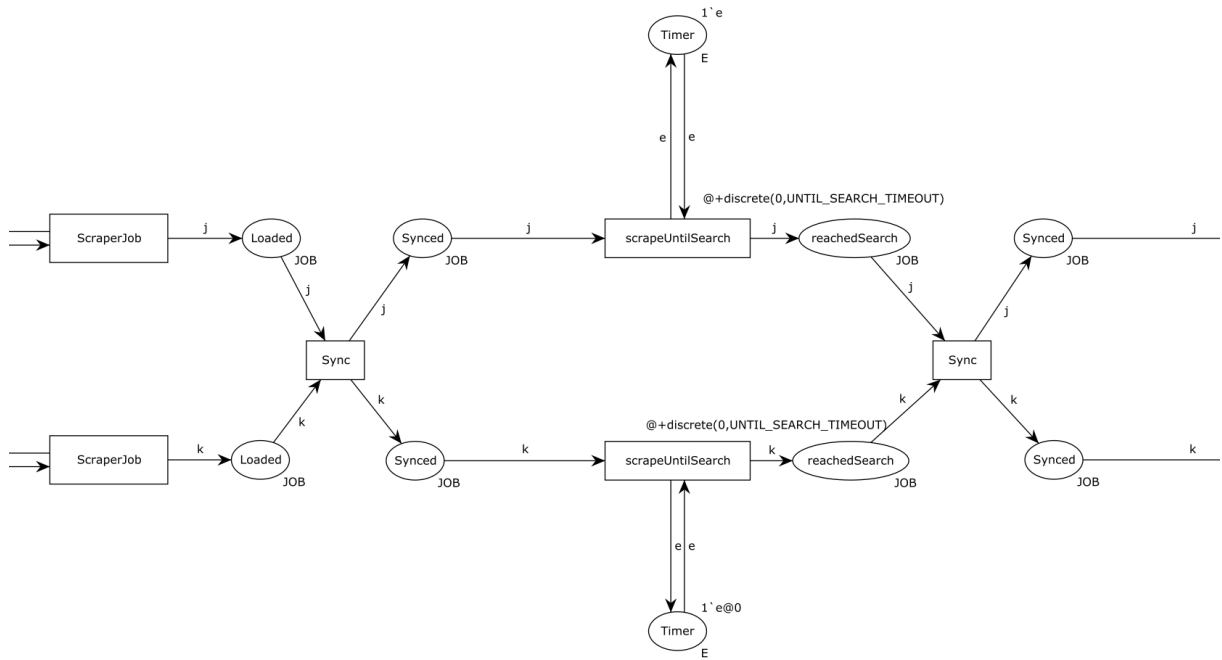 1`e
Timer
E
e
e
@+discrete(0,UNTIL_SEARCH_TIMEOUT)
ScraperJob
j
Loaded
JOB
Synced
JOB
j
scrapeUntilSearch
j
reachedSearch
JOB
Synced
JOB
j
j
j
j
j
Sync
Sync
k
k
k
k
@+discrete(0,UNTIL_SEARCH_TIMEOUT)
ScraperJob
k
Loaded
JOB
Synced
JOB
k
scrapeUntilSearch
k
reachedSearch
JOB
Synced
JOB
k
e
e
1`e@0
Timer
E